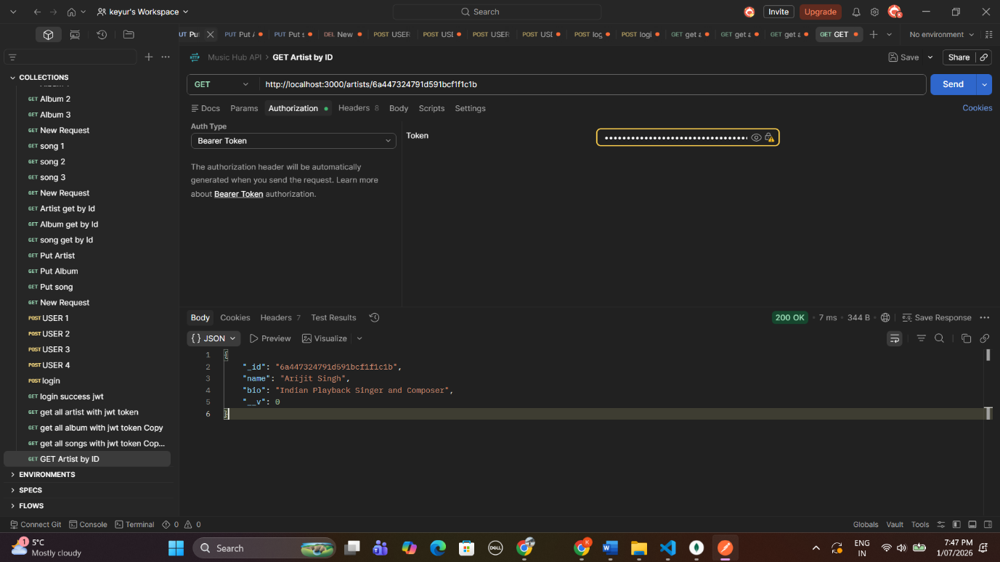 keyur's Workspace
Search
Invite
Upgrade
UT Pu
PUT Put A
PUT Put s
DEL New
POST USER
POST USE
POST USER
POST USE
POST log
POST logi
GET get a
GET get a
GET get a
GET GET
No environment
HTTP Music Hub API > GET Artist by ID
Save
Share
COLLECTIONS
GET http://localhost:3000/artists/6a447324791d591bcf1f1c1b
Send
GET Album 2
GET Album 3
GET New Request
GET song 1
GET song 2
GET song 3
GET New Request
GET Artist get by Id
GET Album get by Id
GET song get by Id
GET Put Artist
GET Put Album
GET Put song
GET New Request
POST USER 1
POST USER 2
POST USER 3
POST USER 4
POST login
GET login success jwt
GET get all artist with jwt token
GET get all album with jwt token Copy
GET get all songs with jwt token Cop...
GET GET Artist by ID
ENVIRONMENTS
SPECS
FLOWS
Docs Params Authorization Headers 8 Body Scripts Settings
Cookies
Auth Type
Bearer Token
The authorization header will be automatically
generated when you send the request. Learn more
about Bearer Token authorization.
Token
Body Cookies Headers 7 Test Results
200 OK • 7 ms • 344 B
e.g. Save Response
{ } JSON
Preview
Visualize
1 {
2 "_id": "6a447324791d591bcf1f1c1b",
3 "name": "Arijit Singh",
4 "bio": "Indian Playback Singer and Composer",
5 "__v": 0
6 }
Connect Git Console Terminal 0 0
Globals Vault Tools
1
5°C
Mostly cloudy
Search
DELL
K
W
ENG
IN
7:47 PM
1/07/2026